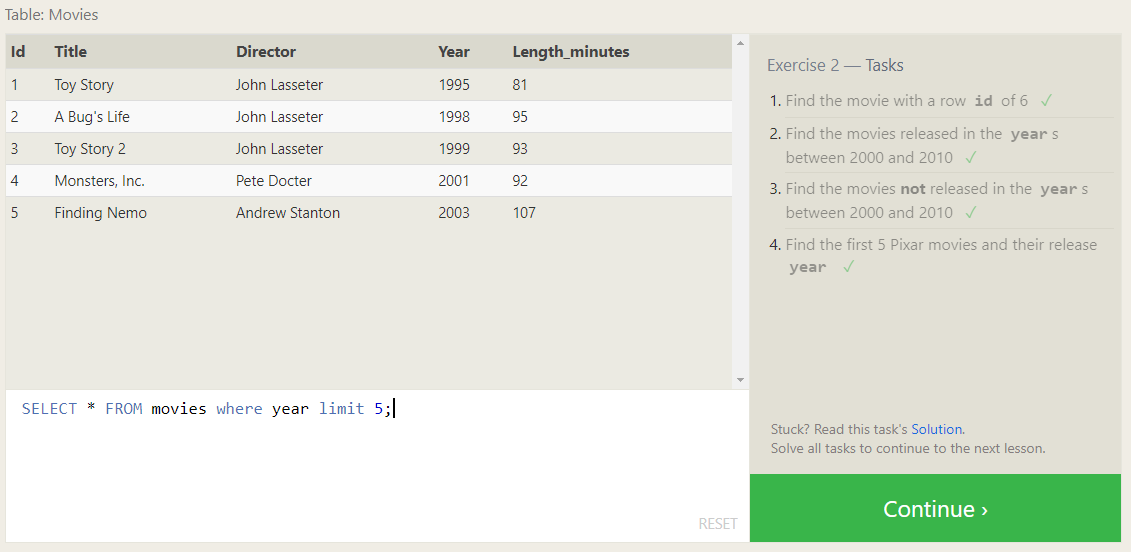 Table: Movies
Id Title Director Year Length_minutes
1 Toy Story John Lasseter 1995 81
2 A Bug's Life John Lasseter 1998 95
3 Toy Story 2 John Lasseter 1999 93
4 Monsters, Inc. Pete Docter 2001 92
5 Finding Nemo Andrew Stanton 2003 107
SELECT * FROM movies where year limit 5;
RESET
Exercise 2 — Tasks
1. Find the movie with a row id of 6 ✓
2. Find the movies released in the year s
between 2000 and 2010 ✓
3. Find the movies not released in the year s
between 2000 and 2010 ✓
4. Find the first 5 Pixar movies and their release
year ✓
Stuck? Read this task's Solution.
Solve all tasks to continue to the next lesson.
Continue ›